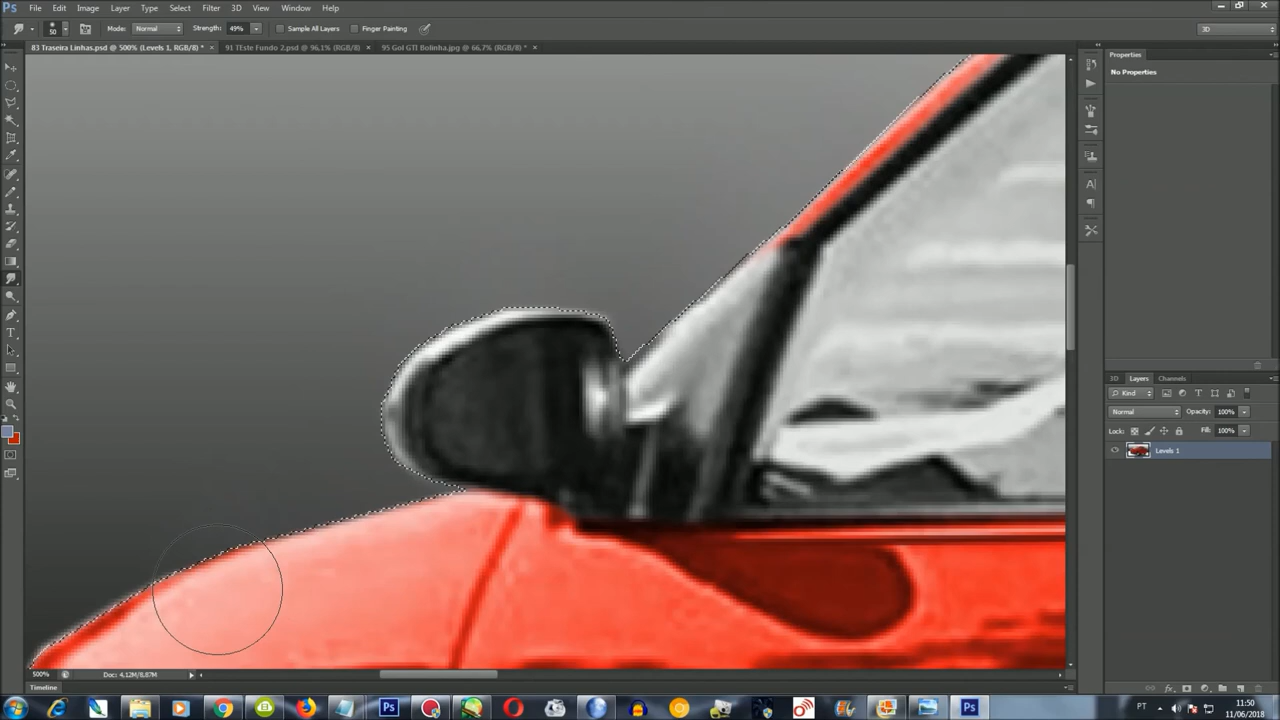 Ps File Edit Image Layer Type Select Filter 3D View Window Help
50 Mode: Normal Strength: 49% Sample All Layers Finger Painting 3D
83 Traseira Linhas.psd @ 500% (Levels 1, RGB/8) * × 91 TEste Fundo 2.psd @ 96,1% (RGB/8) × 95 Gol GTI Bolinha.jpg @ 66,7% (RGB/8) * ×
Properties
No Properties
3D Layers Channels
Kind
Normal Opacity: 100%
Lock: Fill: 100%
Levels 1
500% Doc: 4.12M/8.87M
Timeline
PT 11:50
11/06/2018